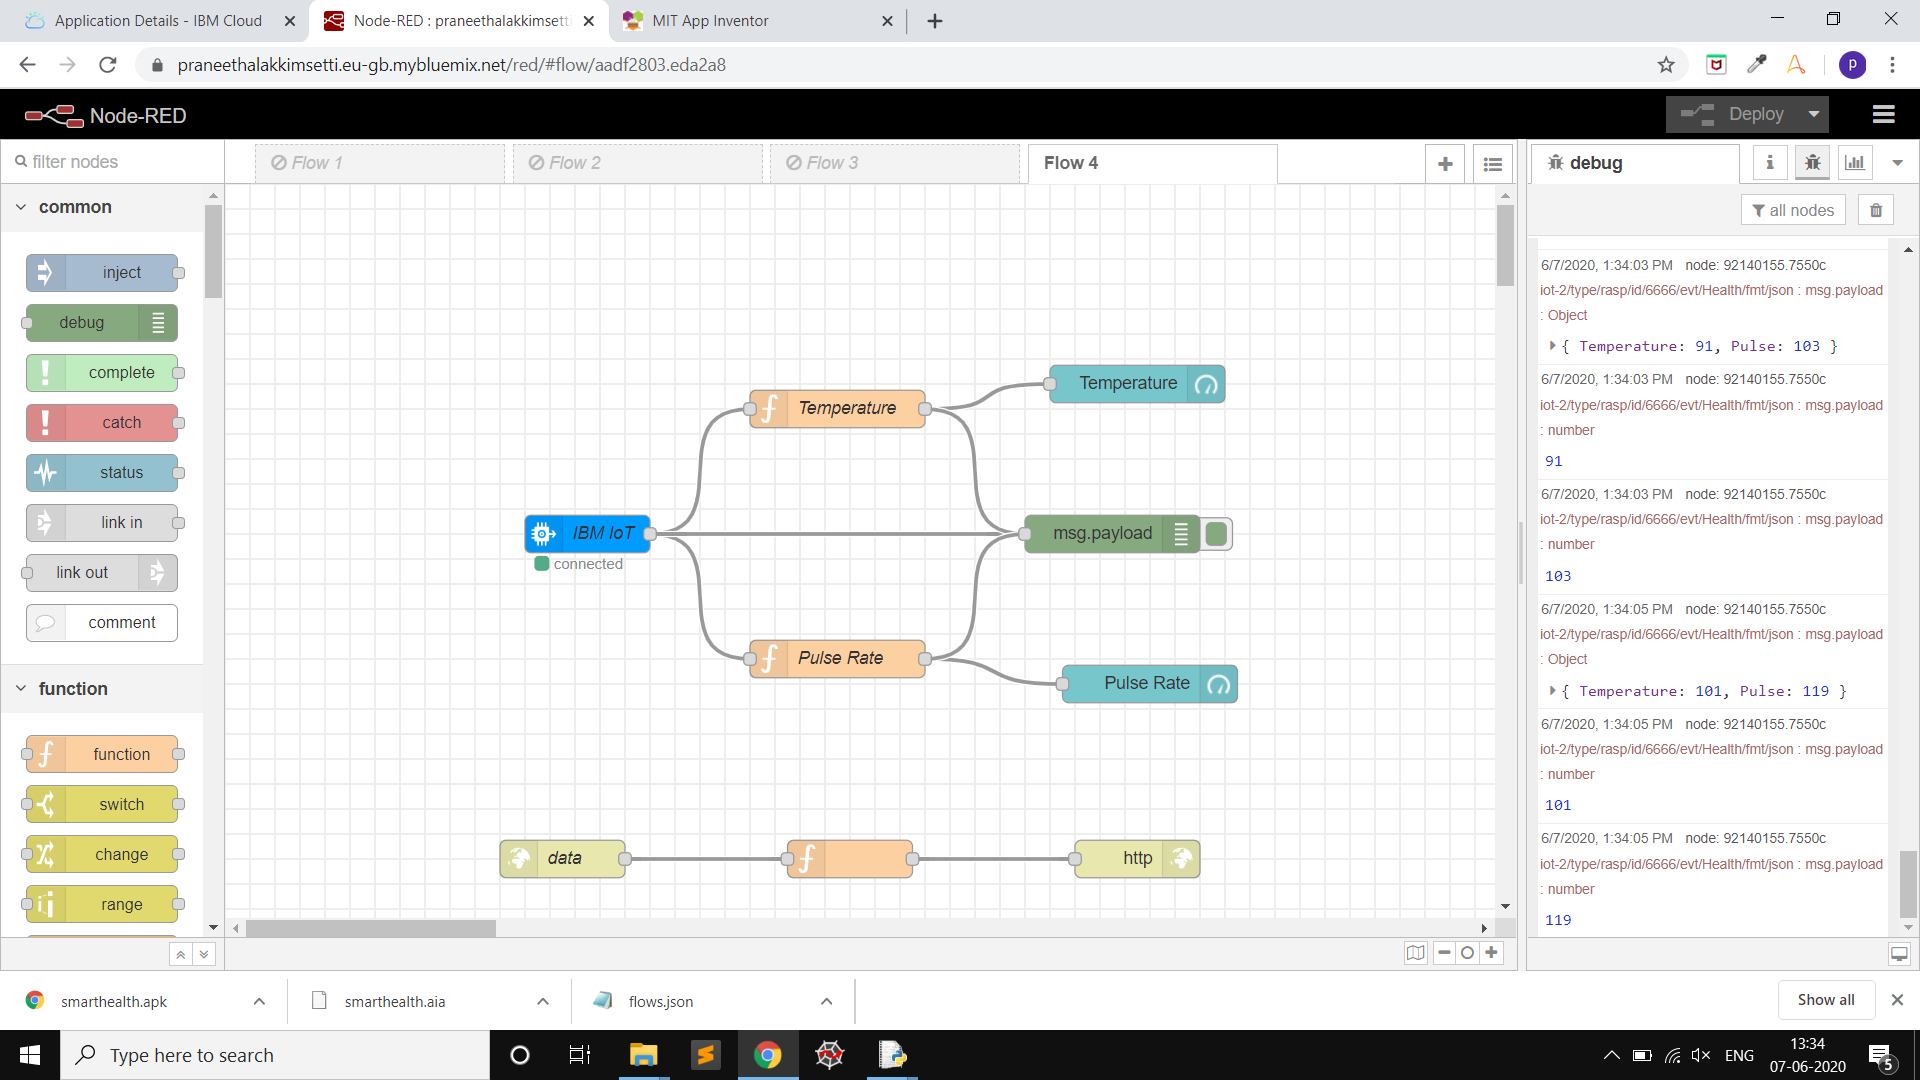 Application Details - IBM Cloud
Node-RED : praneethalakkimsetti
MIT App Inventor
praneethalakkimsetti.eu-gb.mybluemix.net/red/#flow/aadf2803.eda2a8
p
Node-RED
Deploy
filter nodes
Flow 1
Flow 2
Flow 3
Flow 4
debug
all nodes
common
inject
debug
complete
catch
status
link in
link out
comment
function
function
switch
change
range
Temperature
Temperature
IBM IoT
connected
msg.payload
Pulse Rate
Pulse Rate
data
http
6/7/2020, 1:34:03 PM node: 92140155.7550c
iot-2/type/rasp/id/6666/evt/Health/fmt/json : msg.payload
: Object
{ Temperature: 91, Pulse: 103 }
6/7/2020, 1:34:03 PM node: 92140155.7550c
iot-2/type/rasp/id/6666/evt/Health/fmt/json : msg.payload
: number
91
6/7/2020, 1:34:03 PM node: 92140155.7550c
iot-2/type/rasp/id/6666/evt/Health/fmt/json : msg.payload
: number
103
6/7/2020, 1:34:05 PM node: 92140155.7550c
iot-2/type/rasp/id/6666/evt/Health/fmt/json : msg.payload
: Object
{ Temperature: 101, Pulse: 119 }
6/7/2020, 1:34:05 PM node: 92140155.7550c
iot-2/type/rasp/id/6666/evt/Health/fmt/json : msg.payload
: number
101
6/7/2020, 1:34:05 PM node: 92140155.7550c
iot-2/type/rasp/id/6666/evt/Health/fmt/json : msg.payload
: number
119
smarthealth.apk
smarthealth.aia
flows.json
Show all
Type here to search
ENG
13:34
07-06-2020
5